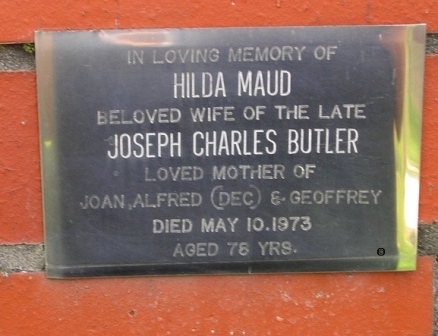 IN LOVING MEMORY OF
HILDA MAUD
BELOVED WIFE OF THE LATE
JOSEPH CHARLES BUTLER
LOVED MOTHER OF
JOAN, ALFRED (DEC) & GEOFFREY
DIED MAY 10.1973
AGED 78 YRS.